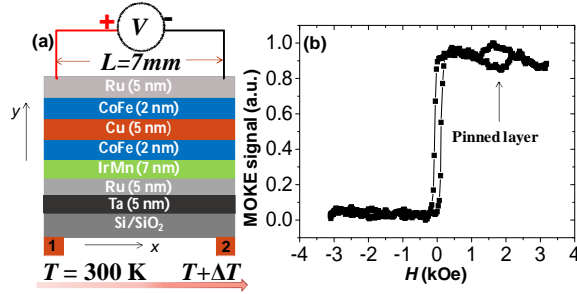 (a)
+ V -
L=7mm
Ru (5 nm)
CoFe (2 nm)
Cu (5 nm)
CoFe (2 nm)
IrMn (7 nm)
Ru (5 nm)
Ta (5 nm)
Si/SiO₂
y
x
1
2
T = 300 K
T+ΔT
(b)
MOKE signal (a.u.)
1.0
0.8
0.6
0.4
0.2
0.0
Pinned layer
-4 -3 -2 -1 0 1 2 3 4
H (kOe)